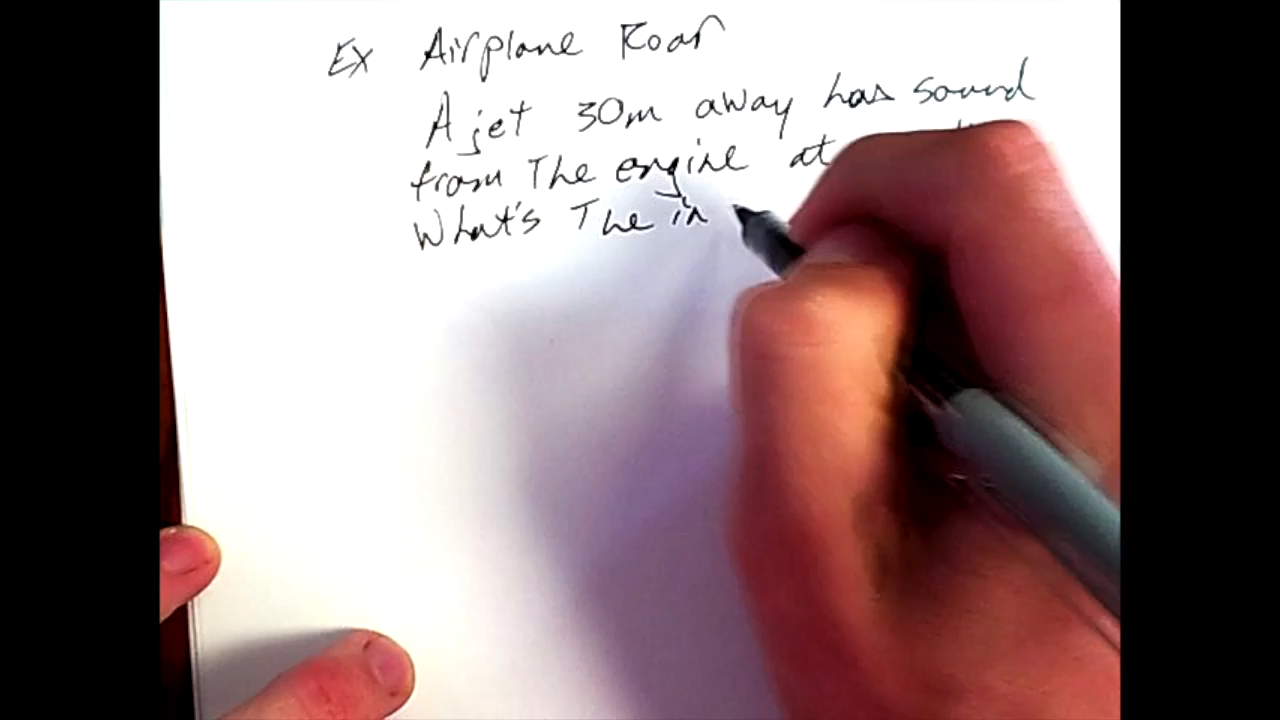 Ex Airplane Roar
A jet 30m away has sound
from The engine at
What's The in